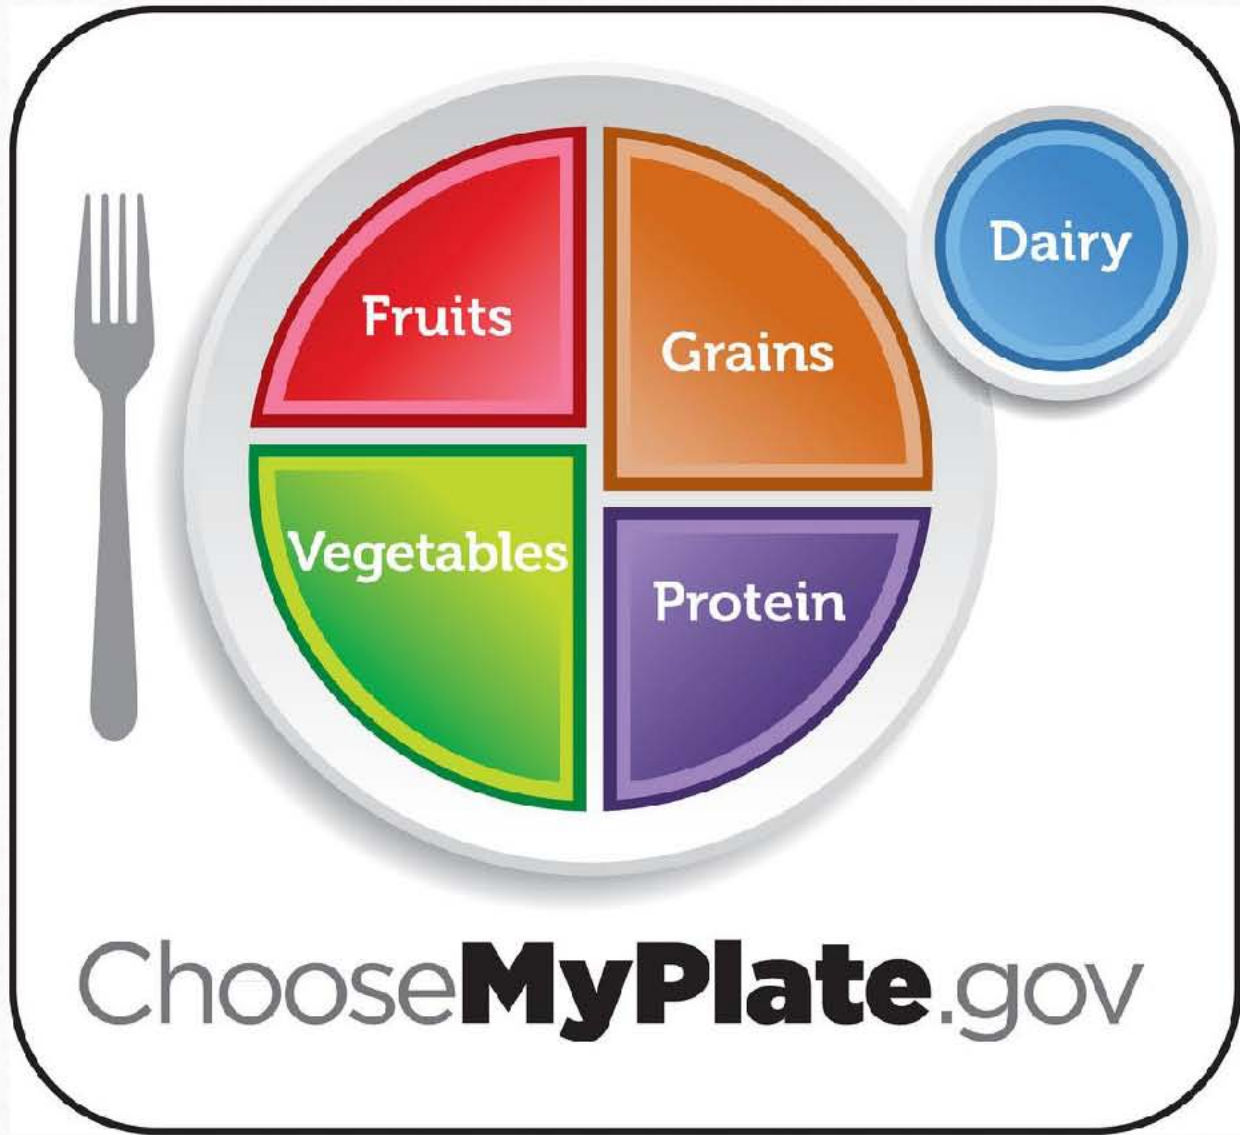 Fruits
Grains
Dairy
Vegetables
Protein
ChooseMyPlate.gov